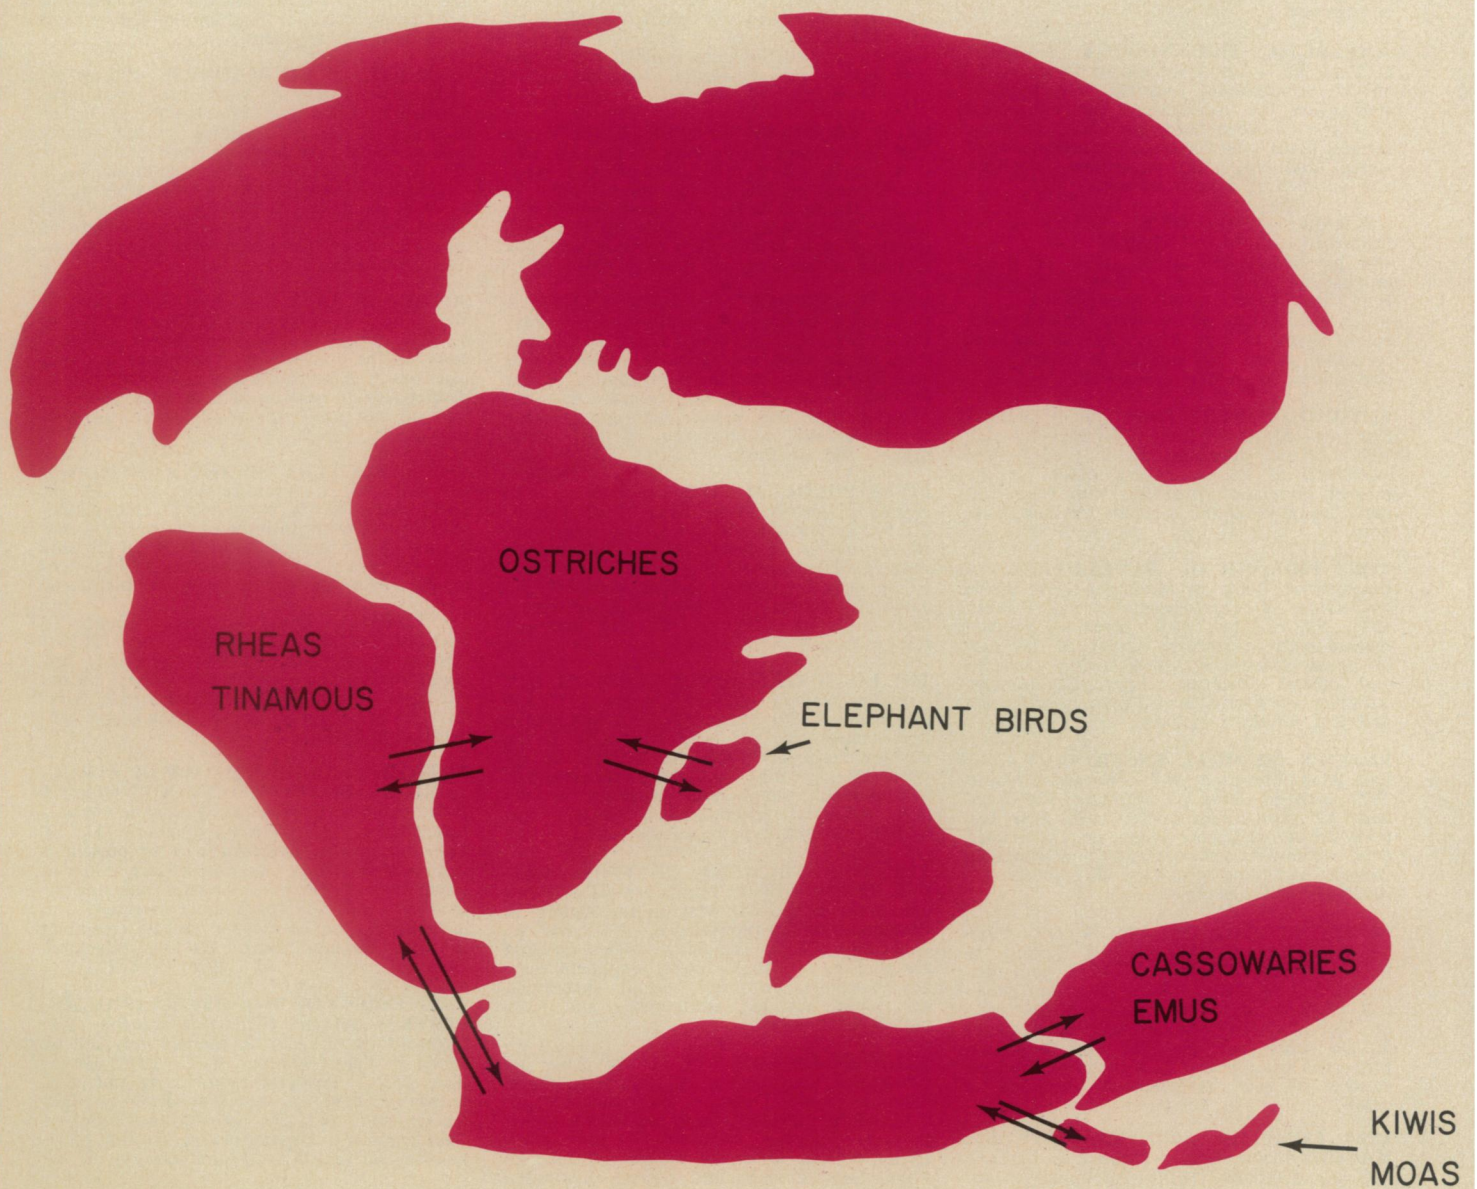 OSTRICHES
RHEAS
TINAMOUS
ELEPHANT BIRDS
CASSOWARIES
EMUS
KIWIS
MOAS